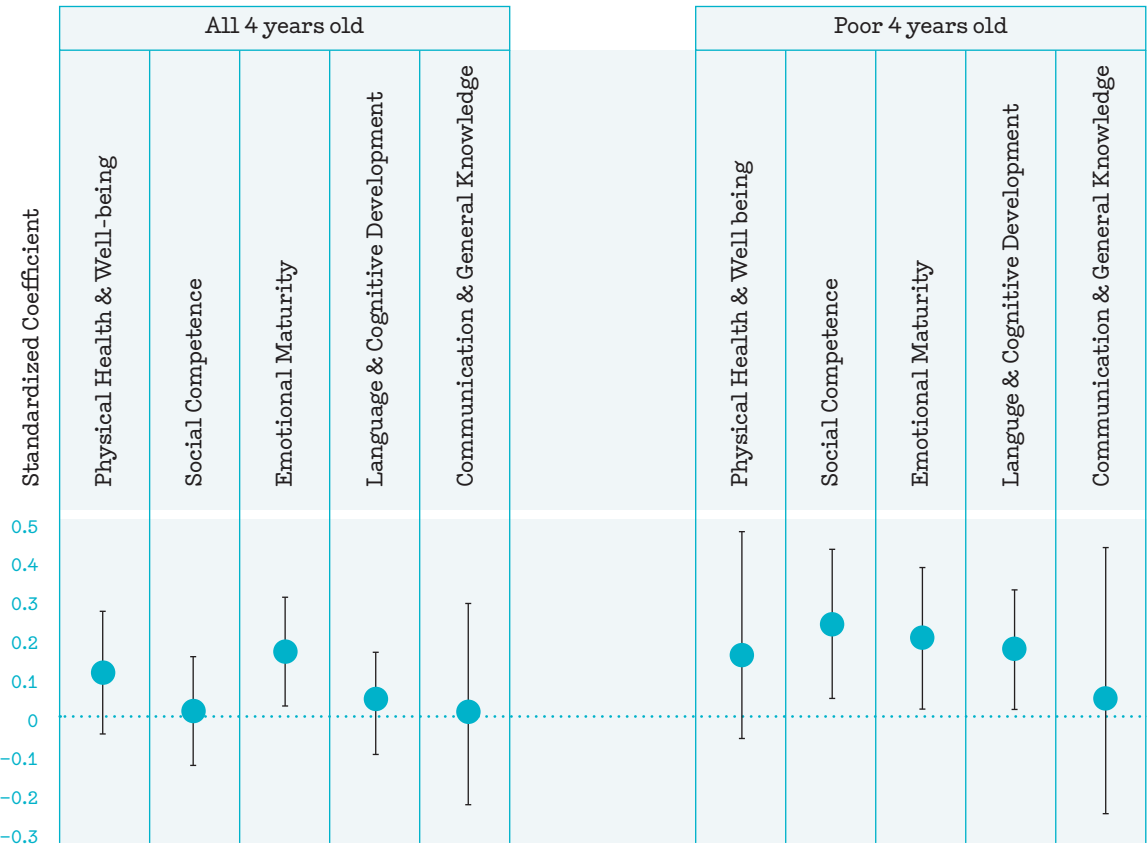 All 4 years old
Poor 4 years old
Standardized Coefficient
Physical Health & Well-being
Social Competence
Emotional Maturity
Language & Cognitive Development
Communication & General Knowledge
Physical Health & Well being
Social Competence
Emotional Maturity
Languge & Cognitive Development
Communication & General Knowledge
0.5
0.4
0.3
0.2
0.1
0
-0.1
-0.2
-0.3